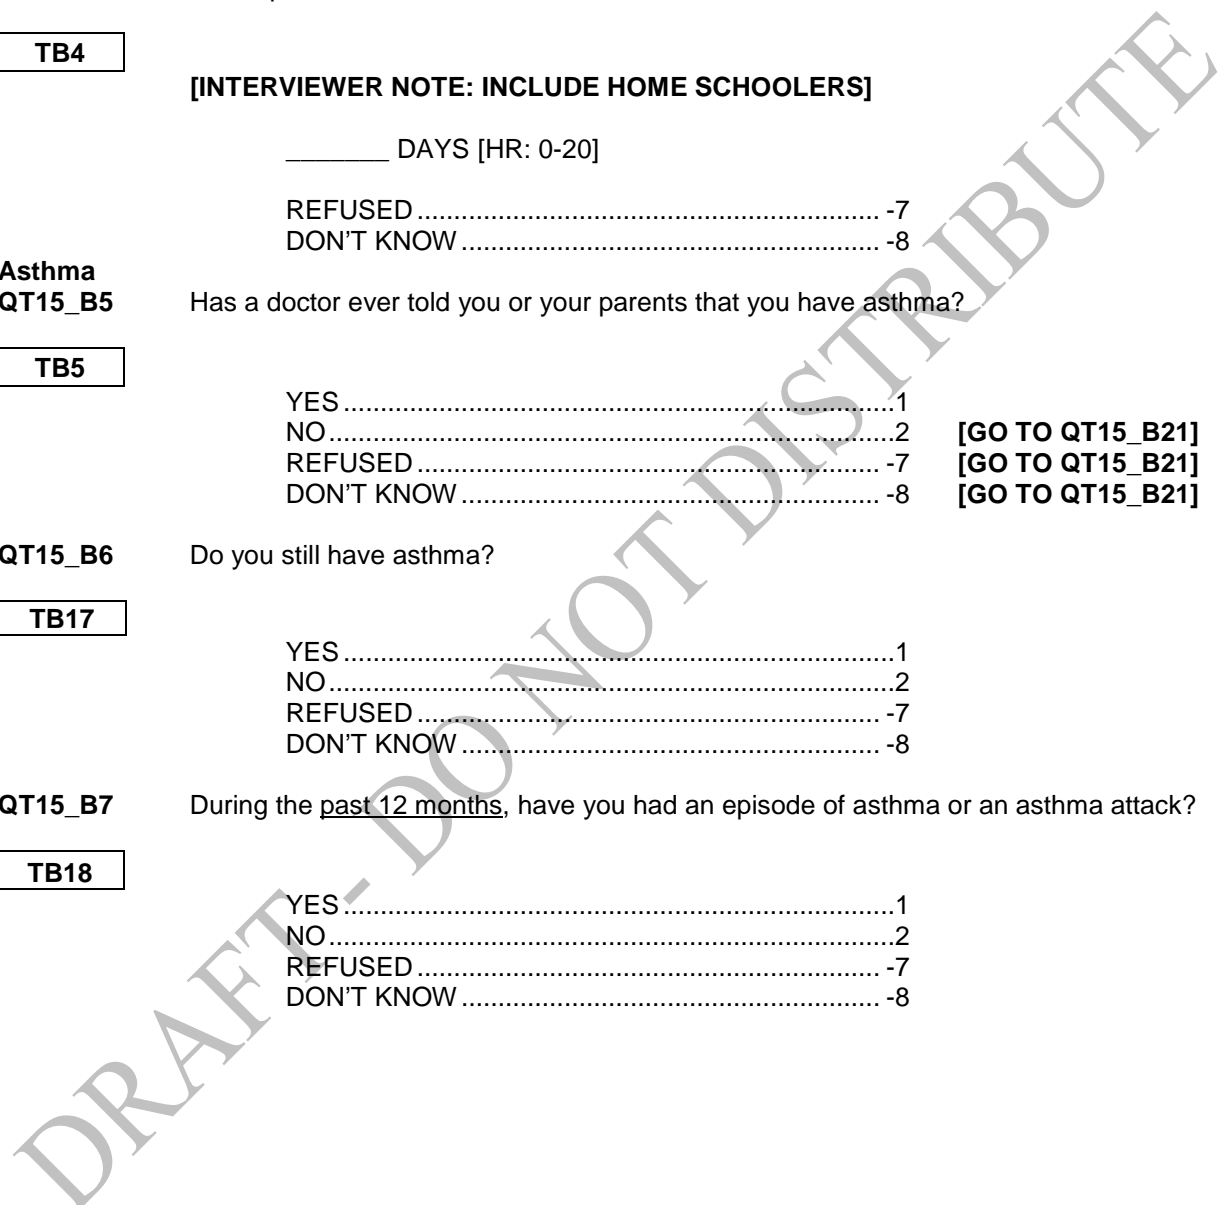 TB4
[INTERVIEWER NOTE: INCLUDE HOME SCHOOLERS]
_______ DAYS [HR: 0-20]
REFUSED ............................................................... -7
DON'T KNOW ......................................................... -8
Asthma
QT15_B5 Has a doctor ever told you or your parents that you have asthma?
TB5
YES ...........................................................................1
NO .............................................................................2 [GO TO QT15_B21]
REFUSED ............................................................... -7 [GO TO QT15_B21]
DON'T KNOW ......................................................... -8 [GO TO QT15_B21]
QT15_B6 Do you still have asthma?
TB17
YES ...........................................................................1
NO .............................................................................2
REFUSED ............................................................... -7
DON'T KNOW ......................................................... -8
QT15_B7 During the past 12 months, have you had an episode of asthma or an asthma attack?
TB18
YES ...........................................................................1
NO .............................................................................2
REFUSED ............................................................... -7
DON'T KNOW ......................................................... -8
DRAFT - DO NOT DISTRIBUTE